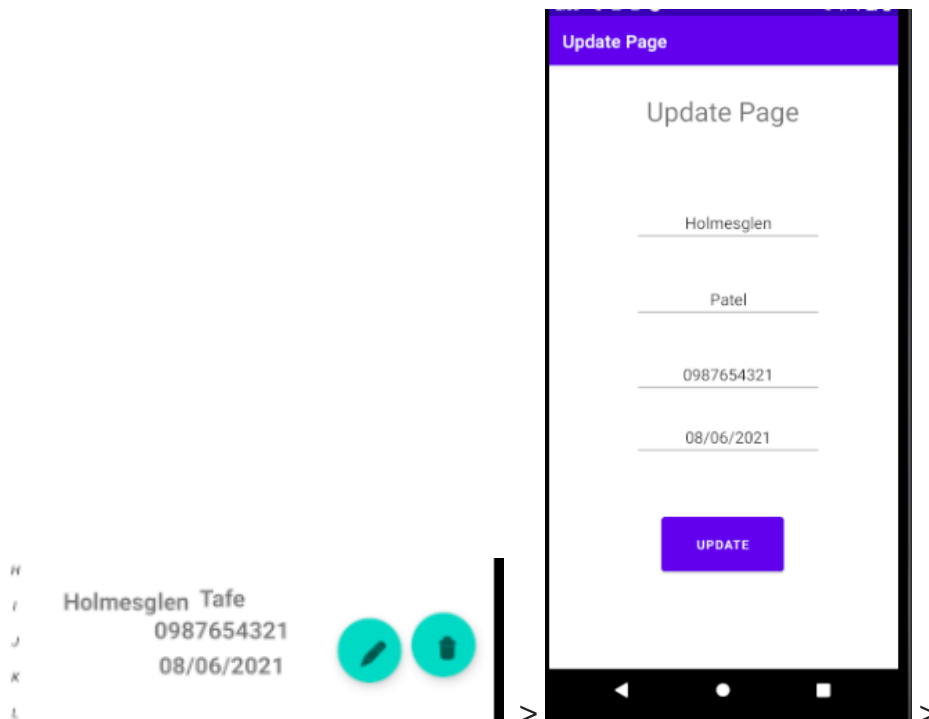 H
I
J
K
L
Holmesglen Tafe
0987654321
08/06/2021
>
Update Page
Update Page
Holmesglen
Patel
0987654321
08/06/2021
UPDATE
>